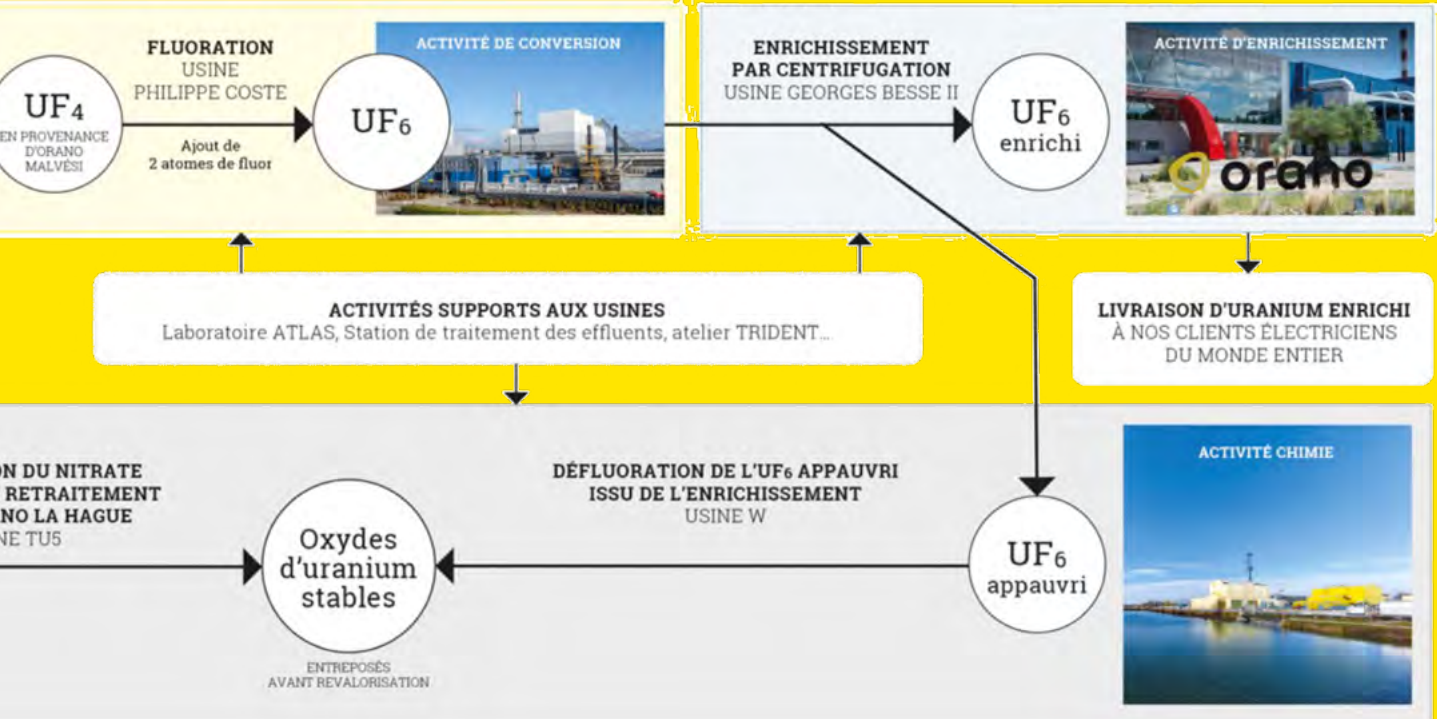 UF4
EN PROVENANCE
D'ORANO
MALVÉSI
FLUORATION
USINE
PHILIPPE COSTE
Ajout de
2 atomes de fluor
UF6
ACTIVITÉ DE CONVERSION
ENRICHISSEMENT
PAR CENTRIFUGATION
USINE GEORGES BESSE II
UF6
enrichi
ACTIVITÉ D'ENRICHISSEMENT
orano
ACTIVITÉS SUPPORTS AUX USINES
Laboratoire ATLAS, Station de traitement des effluents, atelier TRIDENT...
LIVRAISON D'URANIUM ENRICHI
À NOS CLIENTS ÉLECTRICIENS
DU MONDE ENTIER
ON DU NITRATE
RETRAITEMENT
NO LA HAGUE
NE TU5
Oxydes
d'uranium
stables
ENTREPOSÉS
AVANT REVALORISATION
DÉFLUORATION DE L'UF6 APPAUVRI
ISSU DE L'ENRICHISSEMENT
USINE W
UF6
appauvri
ACTIVITÉ CHIMIE